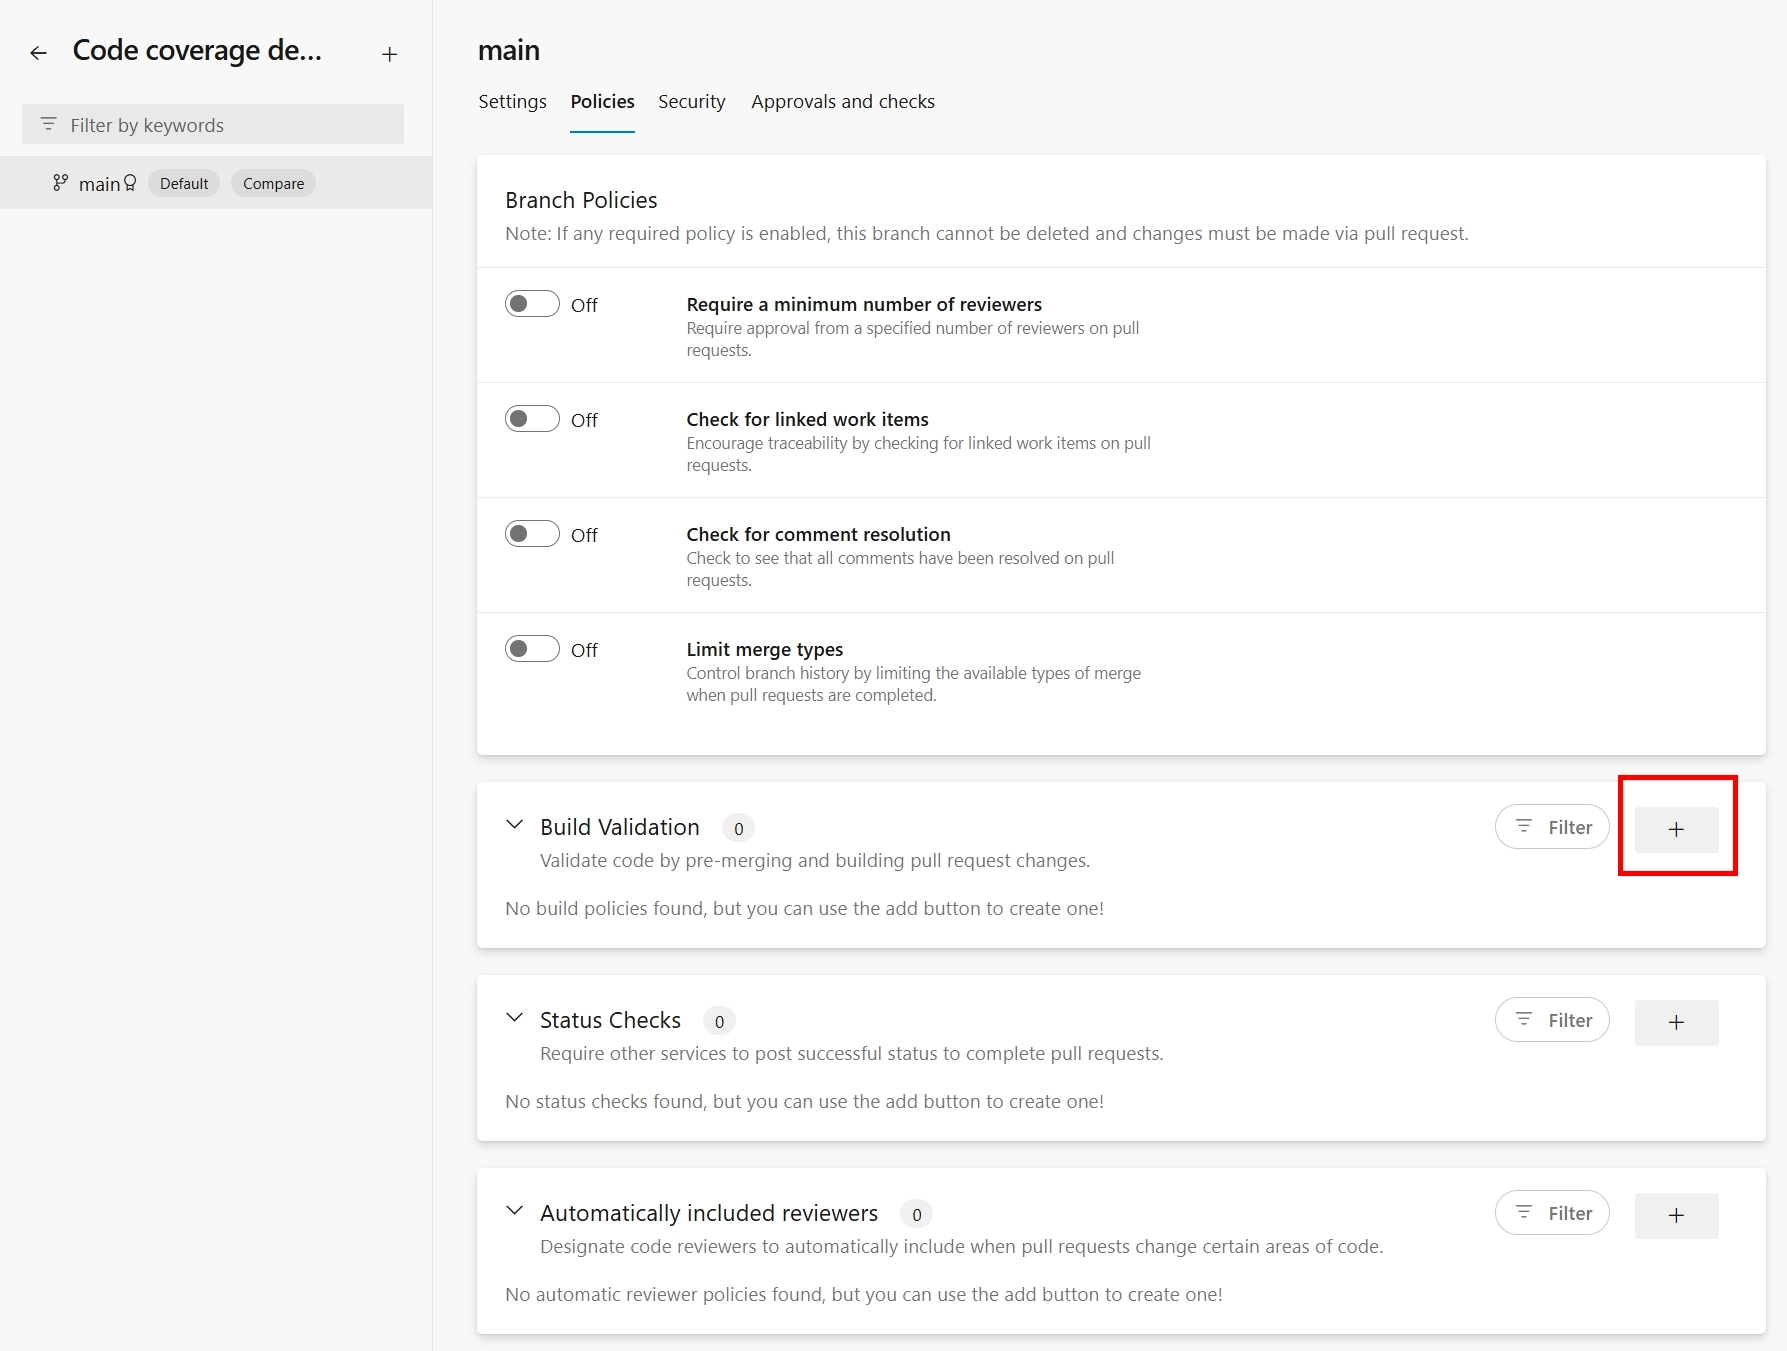 Code coverage de...
Filter by keywords
main Default Compare
main
Settings Policies Security Approvals and checks
Branch Policies
Note: If any required policy is enabled, this branch cannot be deleted and changes must be made via pull request.
Off Require a minimum number of reviewers
Require approval from a specified number of reviewers on pull
requests.
Off Check for linked work items
Encourage traceability by checking for linked work items on pull
requests.
Off Check for comment resolution
Check to see that all comments have been resolved on pull
requests.
Off Limit merge types
Control branch history by limiting the available types of merge
when pull requests are completed.
Build Validation 0 Filter
Validate code by pre-merging and building pull request changes.
No build policies found, but you can use the add button to create one!
Status Checks 0 Filter
Require other services to post successful status to complete pull requests.
No status checks found, but you can use the add button to create one!
Automatically included reviewers 0 Filter
Designate code reviewers to automatically include when pull requests change certain areas of code.
No automatic reviewer policies found, but you can use the add button to create one!